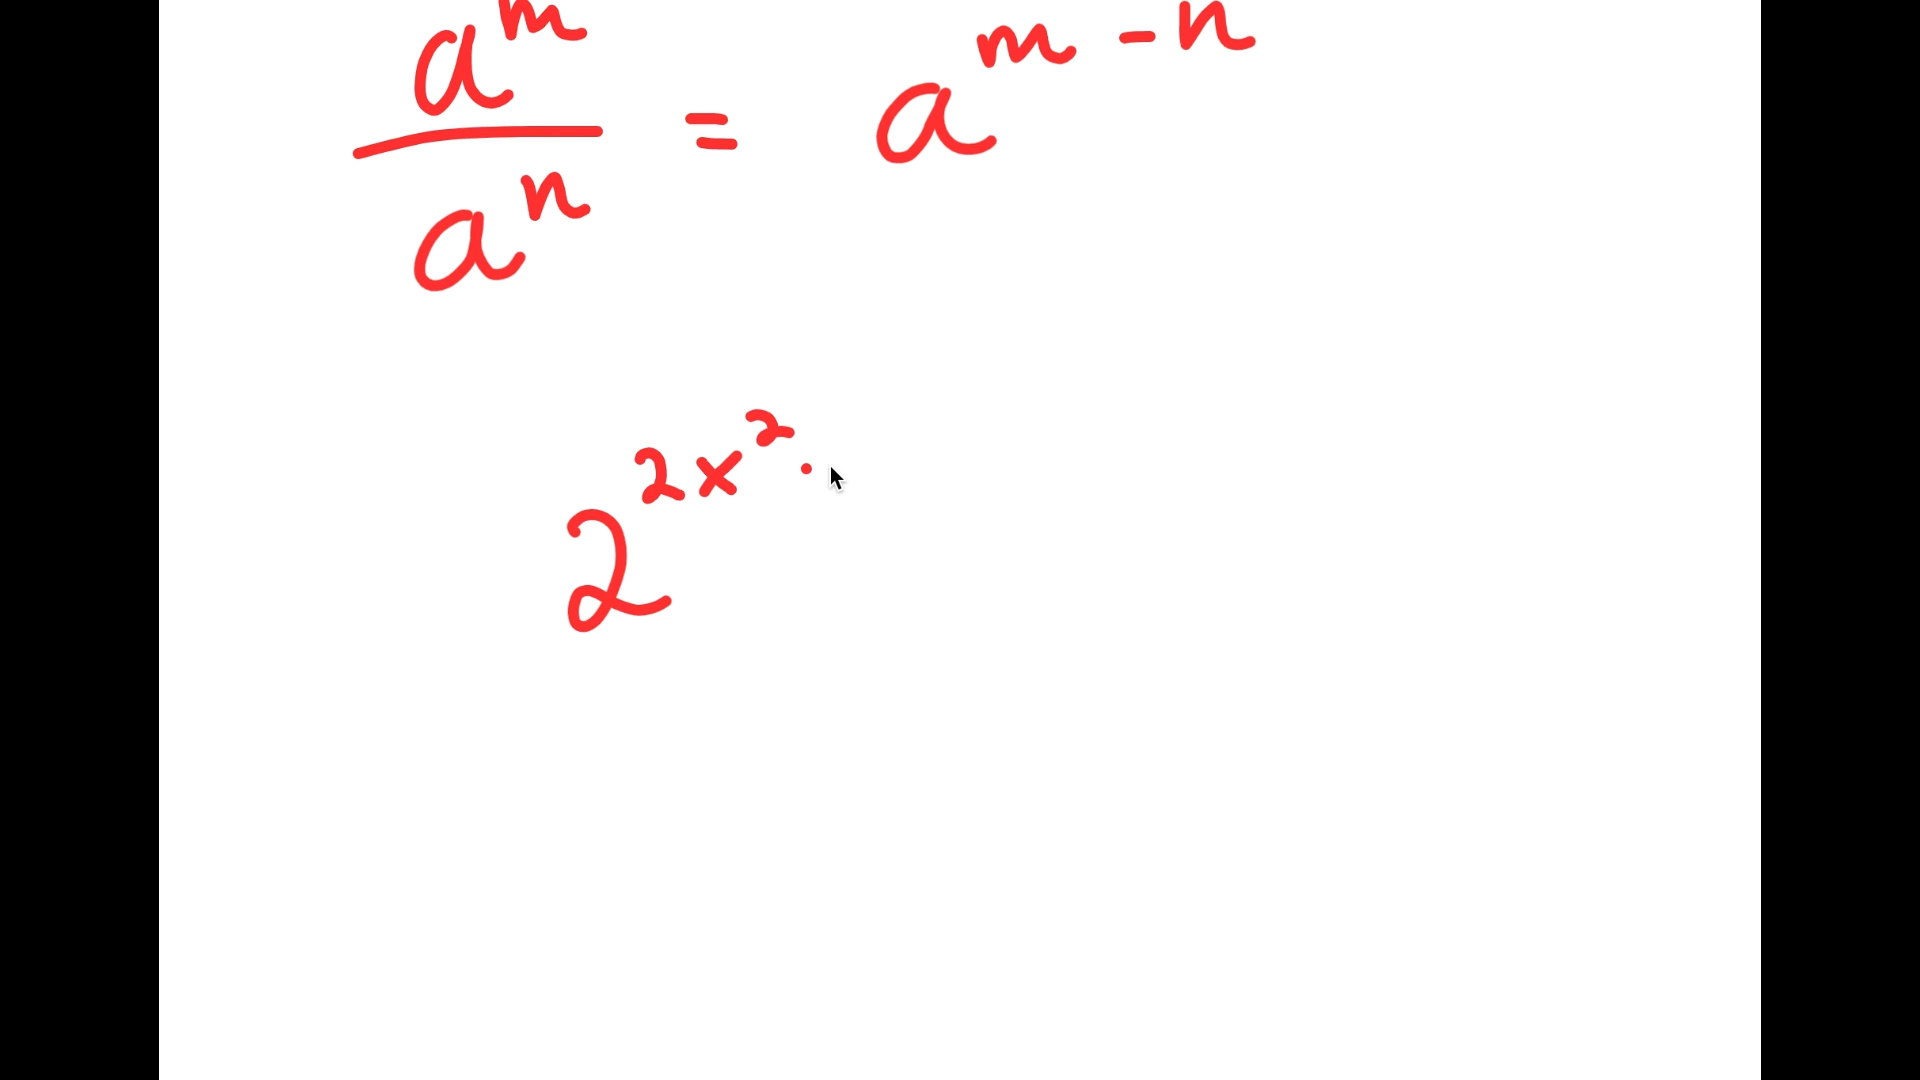 a^m / a^n = a^(m - n)
2^(2x^2 ·